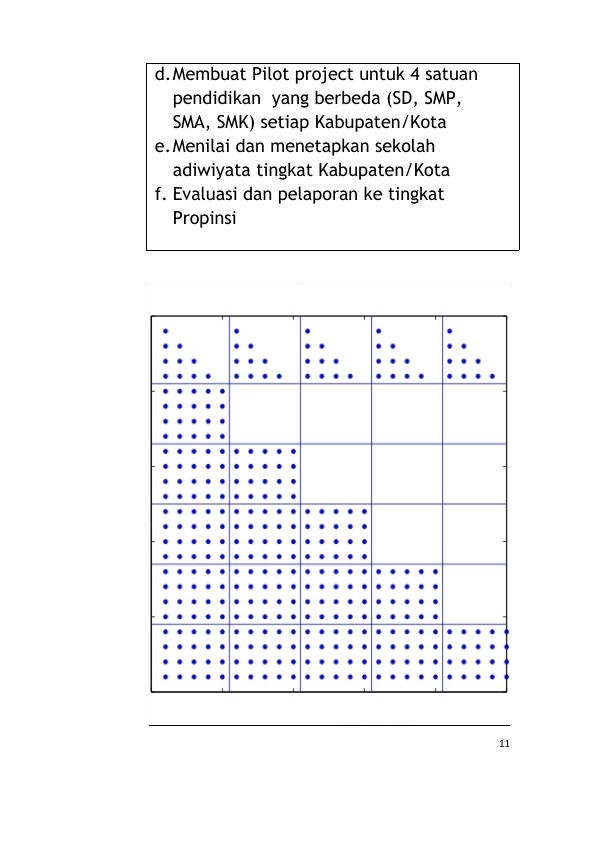 d. Membuat Pilot project untuk 4 satuan
pendidikan yang berbeda (SD, SMP,
SMA, SMK) setiap Kabupaten/Kota
e. Menilai dan menetapkan sekolah
adiwiyata tingkat Kabupaten/Kota
f. Evaluasi dan pelaporan ke tingkat
Propinsi
11